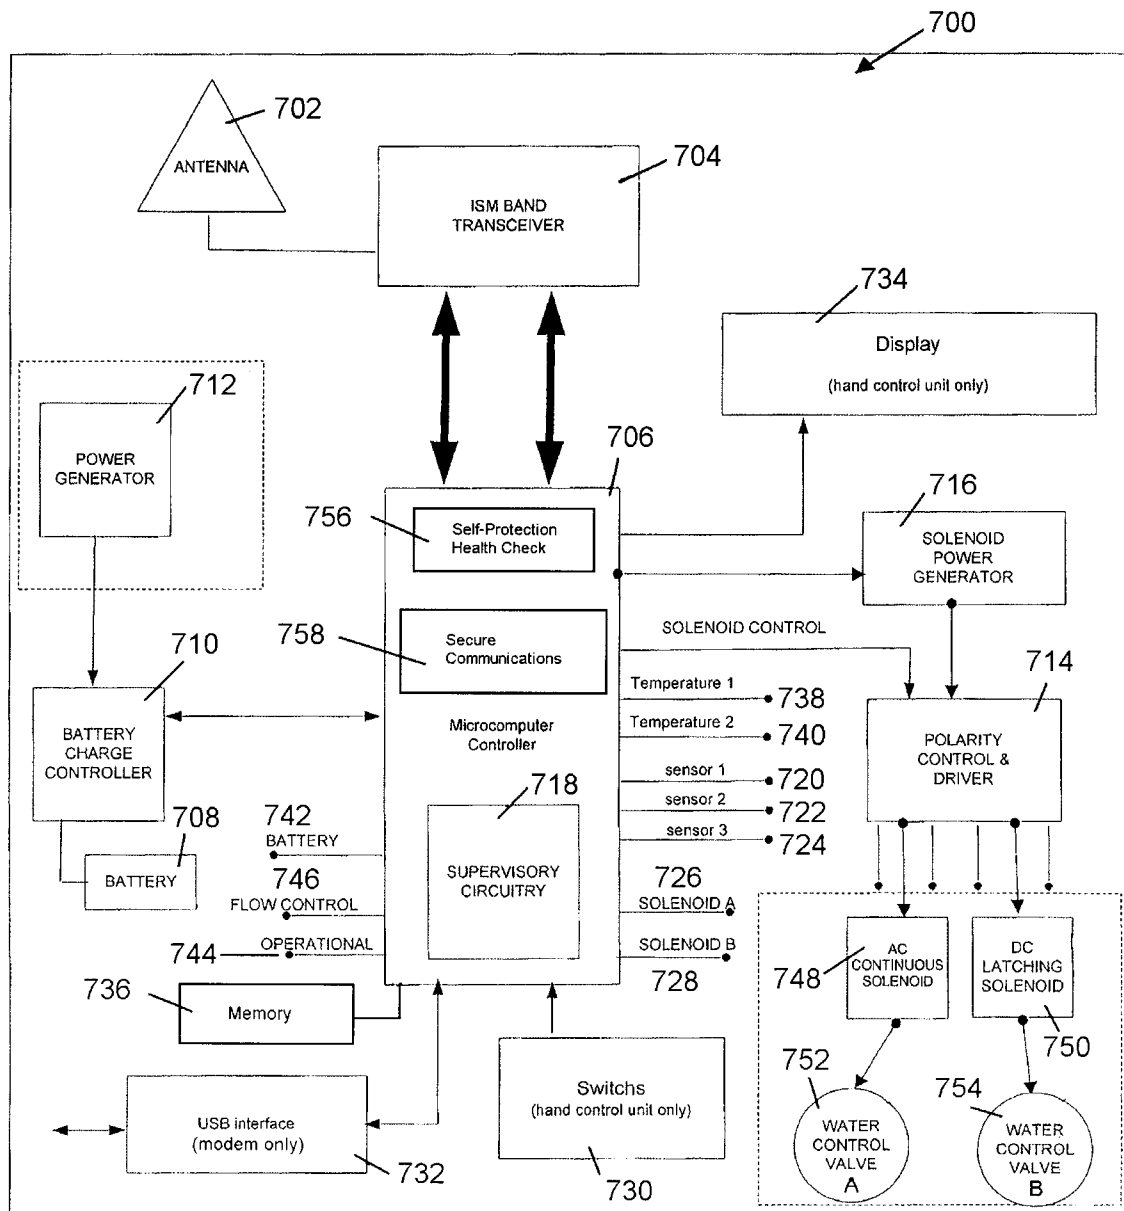 700
702
ANTENNA
704
ISM BAND
TRANSCEIVER
734
Display
(hand control unit only)
712
POWER
GENERATOR
706
756
Self-Protection
Health Check
716
SOLENOID
POWER
GENERATOR
758
Secure
Communications
SOLENOID CONTROL
710
BATTERY
CHARGE
CONTROLLER
Temperature 1
738
714
Microcomputer
Controller
Temperature 2
740
POLARITY
CONTROL &
DRIVER
sensor 1
720
sensor 2
722
sensor 3
724
718
SUPERVISORY
CIRCUITRY
708
BATTERY
742
BATTERY
746
FLOW CONTROL
744
OPERATIONAL
726
SOLENOID A
SOLENOID B
728
748
AC
CONTINUOUS
SOLENOID
DC
LATCHING
SOLENOID
750
736
Memory
752
WATER
CONTROL
VALVE
A
754
WATER
CONTROL
VALVE
B
USB interface
(modem only)
732
Switchs
(hand control unit only)
730